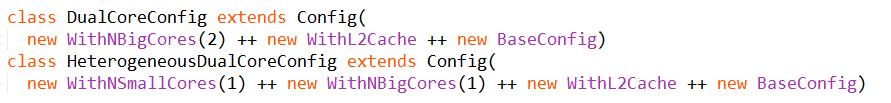 class DualCoreConfig extends Config(
  new WithNBigCores(2) ++ new WithL2Cache ++ new BaseConfig)
class HeterogeneousDualCoreConfig extends Config(
  new WithNSmallCores(1) ++ new WithNBigCores(1) ++ new WithL2Cache ++ new BaseConfig)